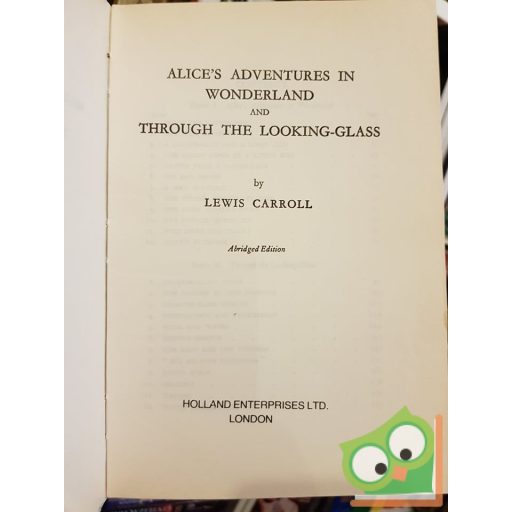 ALICE'S ADVENTURES IN
WONDERLAND
AND
THROUGH THE LOOKING-GLASS
by
LEWIS CARROLL
Abridged Edition
HOLLAND ENTERPRISES LTD.
LONDON